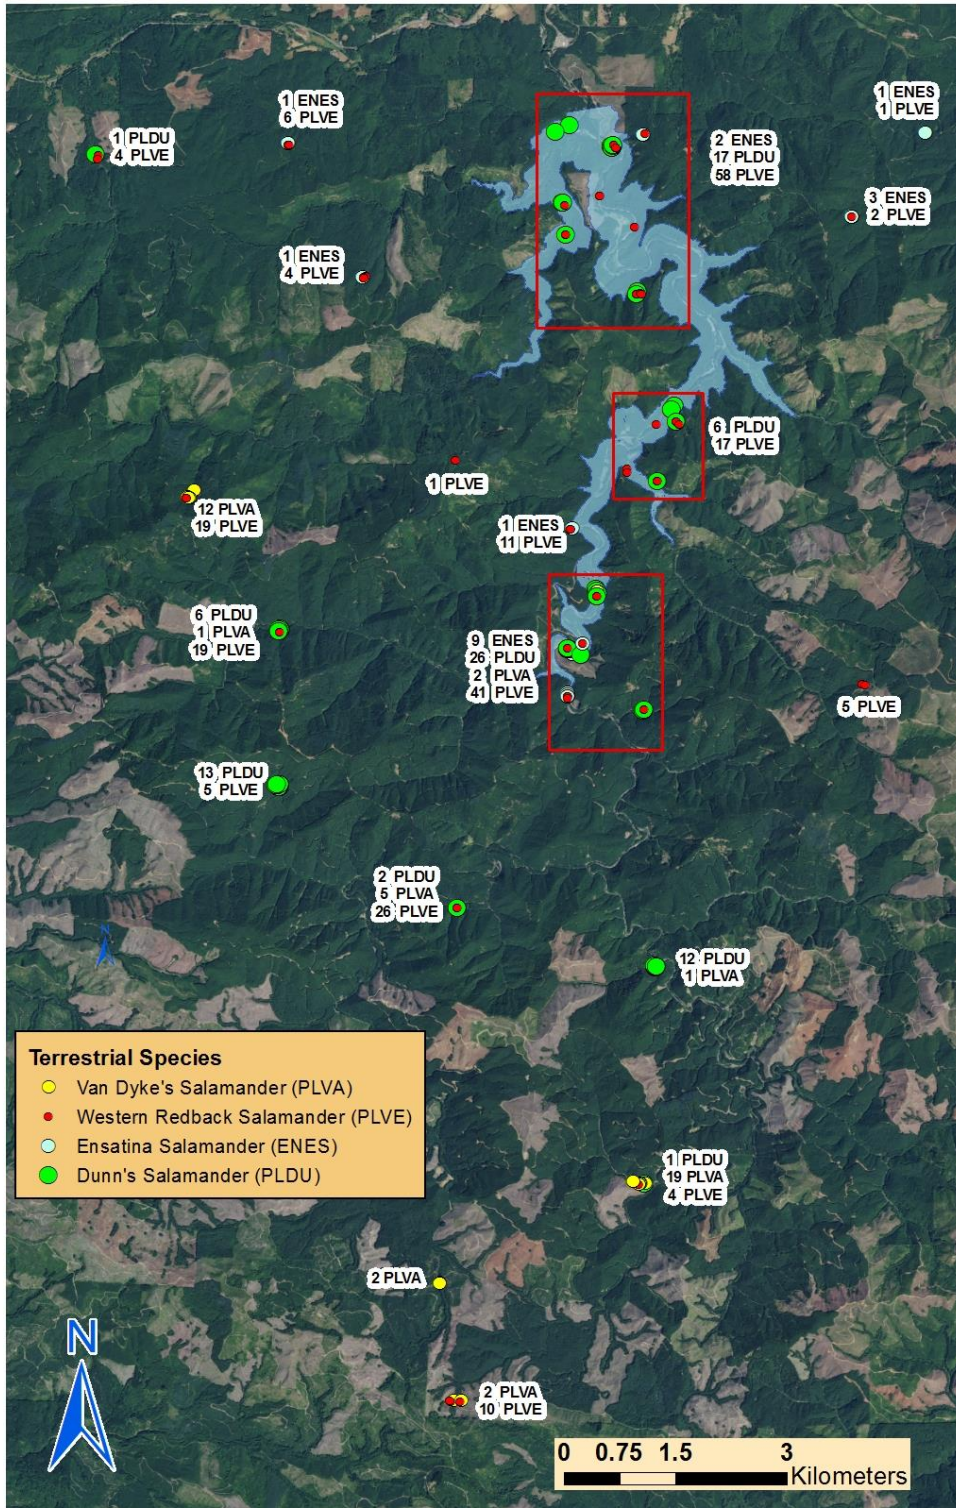 1 ENES
1 PLVE
1 ENES
6 PLVE
1 PLDU
4 PLVE
2 ENES
17 PLDU
58 PLVE
3 ENES
2 PLVE
1 ENES
4 PLVE
6 PLDU
17 PLVE
1 PLVE
12 PLVA
19 PLVE
1 ENES
11 PLVE
6 PLDU
1 PLVA
19 PLVE
9 ENES
26 PLDU
2 PLVA
41 PLVE
5 PLVE
13 PLDU
5 PLVE
2 PLDU
5 PLVA
26 PLVE
N
12 PLDU
1 PLVA
Terrestrial Species
Van Dyke's Salamander (PLVA)
Western Redback Salamander (PLVE)
Ensatina Salamander (ENES)
Dunn's Salamander (PLDU)
1 PLDU
19 PLVA
4 PLVE
2 PLVA
N
2 PLVA
10 PLVE
0 0.75 1.5 3
Kilometers